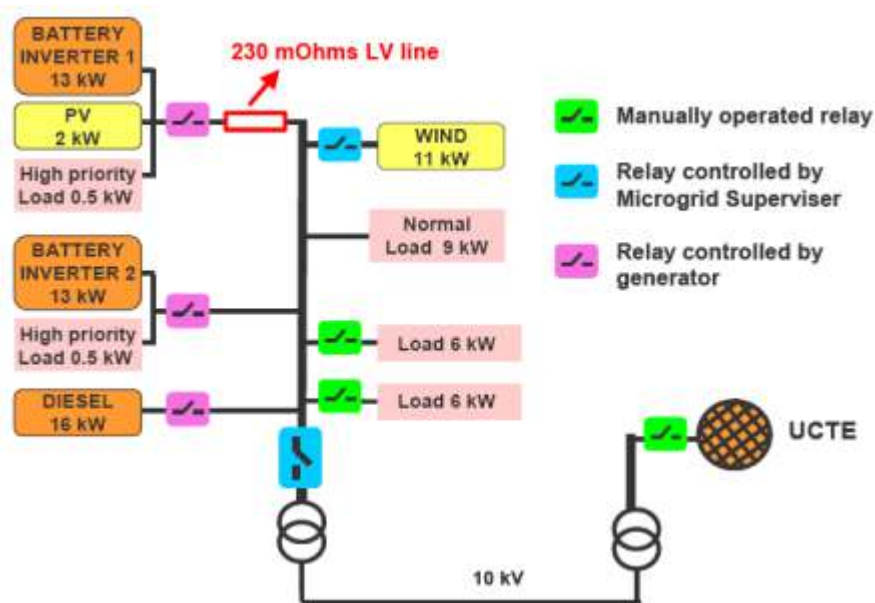 BATTERY
INVERTER 1
13 kW
230 mOhms LV line
PV
2 kW
High priority
Load 0.5 kW
WIND
11 kW
Normal
Load 9 kW
BATTERY
INVERTER 2
13 kW
High priority
Load 0.5 kW
Load 6 kW
DIESEL
16 kW
Load 6 kW
Manually operated relay
Relay controlled by
Microgrid Superviser
Relay controlled by
generator
UCTE
10 kV